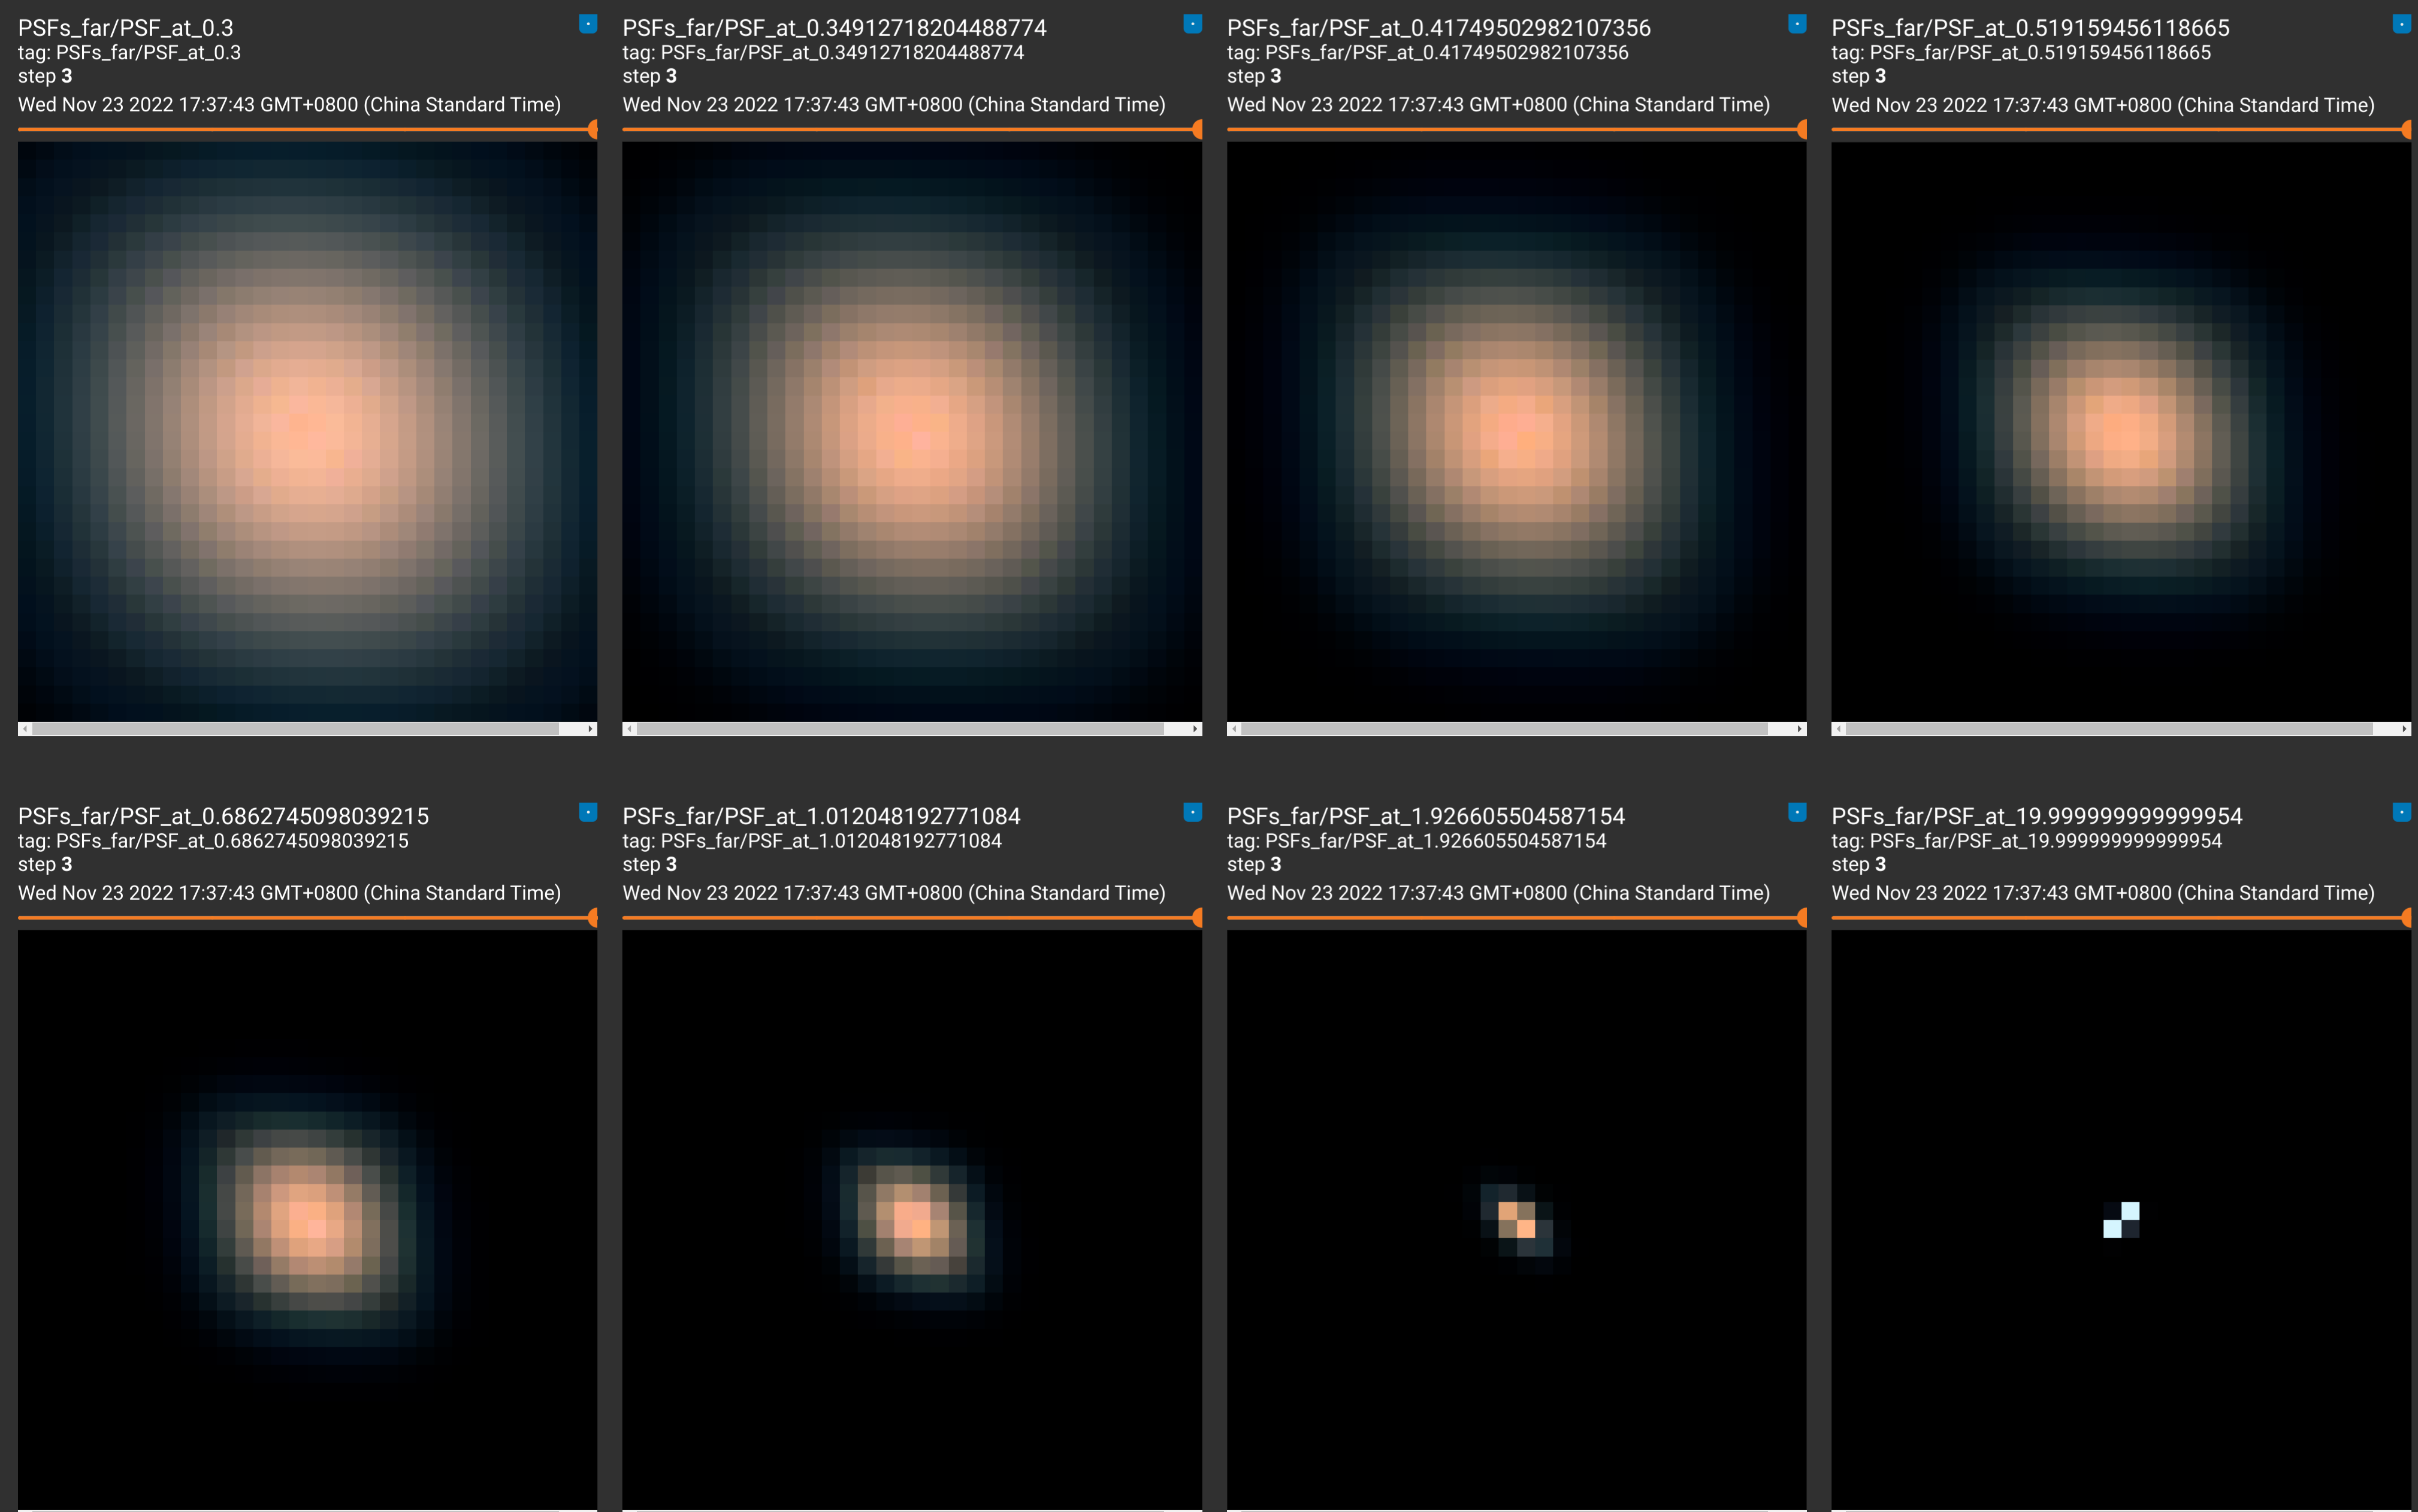 PSFs_far/PSF_at_0.3
tag: PSFs_far/PSF_at_0.3
step 3
Wed Nov 23 2022 17:37:43 GMT+0800 (China Standard Time)
PSFs_far/PSF_at_0.34912718204488774
tag: PSFs_far/PSF_at_0.34912718204488774
step 3
Wed Nov 23 2022 17:37:43 GMT+0800 (China Standard Time)
PSFs_far/PSF_at_0.41749502982107356
tag: PSFs_far/PSF_at_0.41749502982107356
step 3
Wed Nov 23 2022 17:37:43 GMT+0800 (China Standard Time)
PSFs_far/PSF_at_0.519159456118665
tag: PSFs_far/PSF_at_0.519159456118665
step 3
Wed Nov 23 2022 17:37:43 GMT+0800 (China Standard Time)
PSFs_far/PSF_at_0.6862745098039215
tag: PSFs_far/PSF_at_0.6862745098039215
step 3
Wed Nov 23 2022 17:37:43 GMT+0800 (China Standard Time)
PSFs_far/PSF_at_1.012048192771084
tag: PSFs_far/PSF_at_1.012048192771084
step 3
Wed Nov 23 2022 17:37:43 GMT+0800 (China Standard Time)
PSFs_far/PSF_at_1.926605504587154
tag: PSFs_far/PSF_at_1.926605504587154
step 3
Wed Nov 23 2022 17:37:43 GMT+0800 (China Standard Time)
PSFs_far/PSF_at_19.999999999999954
tag: PSFs_far/PSF_at_19.999999999999954
step 3
Wed Nov 23 2022 17:37:43 GMT+0800 (China Standard Time)